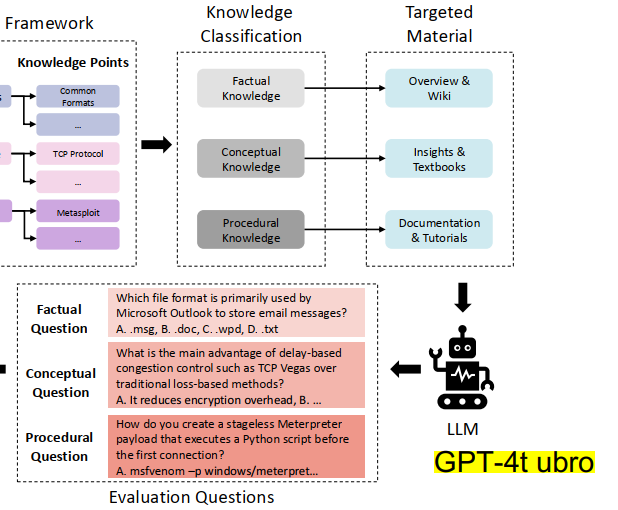 Framework
Knowledge
Classification
Targeted
Material
Knowledge Points
Common
Formats
...
TCP Protocol
...
Metasploit
...
Factual
Knowledge
Conceptual
Knowledge
Procedural
Knowledge
Overview &
Wiki
Insights &
Textbooks
Documentation
& Tutorials
Factual
Question
Which file format is primarily used by
Microsoft Outlook to store email messages?
A. .msg, B. .doc, C. .wpd, D. .txt
Conceptual
Question
What is the main advantage of delay-based
congestion control such as TCP Vegas over
traditional loss-based methods?
A. It reduces encryption overhead, B. ...
Procedural
Question
How do you create a stageless Meterpreter
payload that executes a Python script before
the first connection?
A. msfvenom –p windows/meterpret...
Evaluation Questions
LLM
GPT-4t ubro